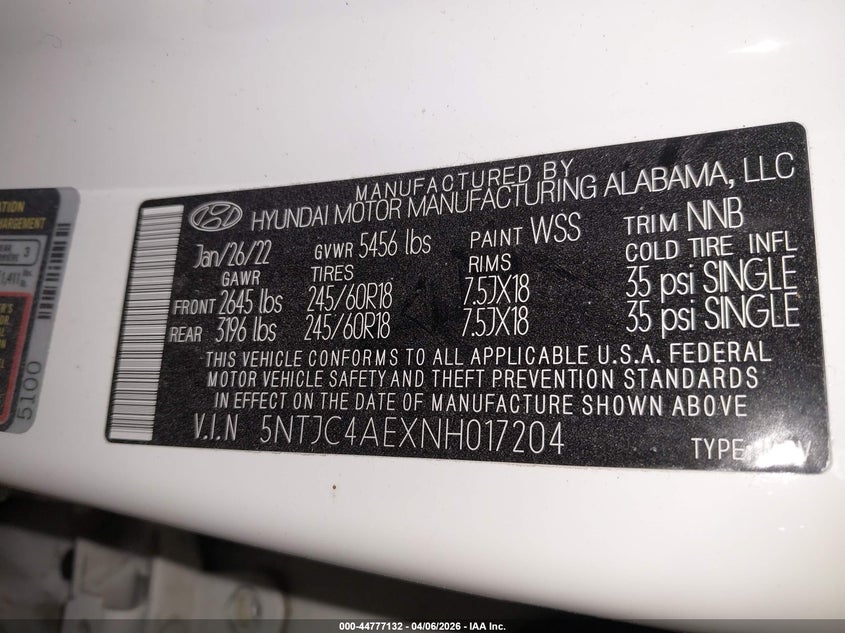 MANUFACTURED BY
HYUNDAI MOTOR MANUFACTURING ALABAMA, LLC
Jan/26/22 GVWR 5456 lbs PAINT WSS TRIM NNB
GAWR TIRES RIMS COLD TIRE INFL
FRONT 2645 lbs 245/60R18 7.5JX18 35 psi SINGLE
REAR 3196 lbs 245/60R18 7.5JX18 35 psi SINGLE
THIS VEHICLE CONFORMS TO ALL APPLICABLE U.S.A. FEDERAL
MOTOR VEHICLE SAFETY AND THEFT PREVENTION STANDARDS
IN EFFECT ON THE DATE OF MANUFACTURE SHOWN ABOVE
V.I.N 5NTJC4AEXNH017204
TYPE:
5100
000-44777132 - 04/06/2026 - IAA Inc.